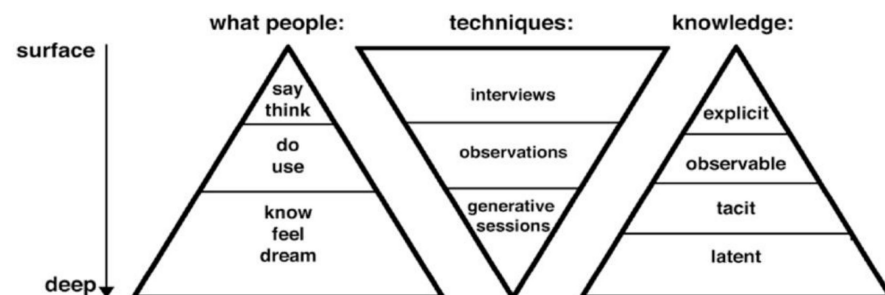 what people:
techniques:
knowledge:
surface
say
think
do
use
know
feel
dream
interviews
observations
generative
sessions
explicit
observable
tacit
latent
deep